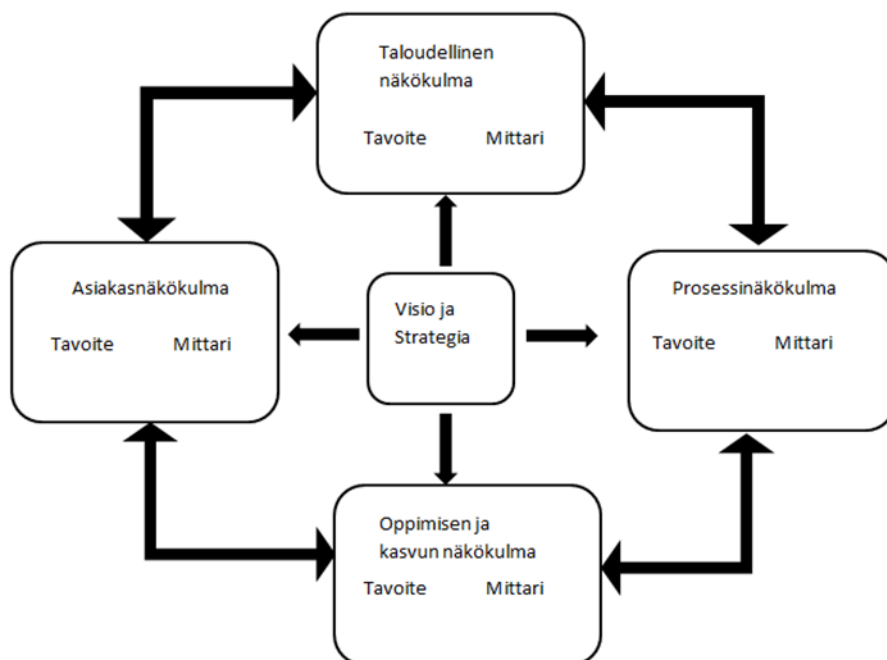 Taloudellinen
näkökulma
Tavoite Mittari
Asiakasnäkökulma
Tavoite Mittari
Visio ja
Strategia
Prosessinäkökulma
Tavoite Mittari
Oppimisen ja
kasvun näkökulma
Tavoite Mittari